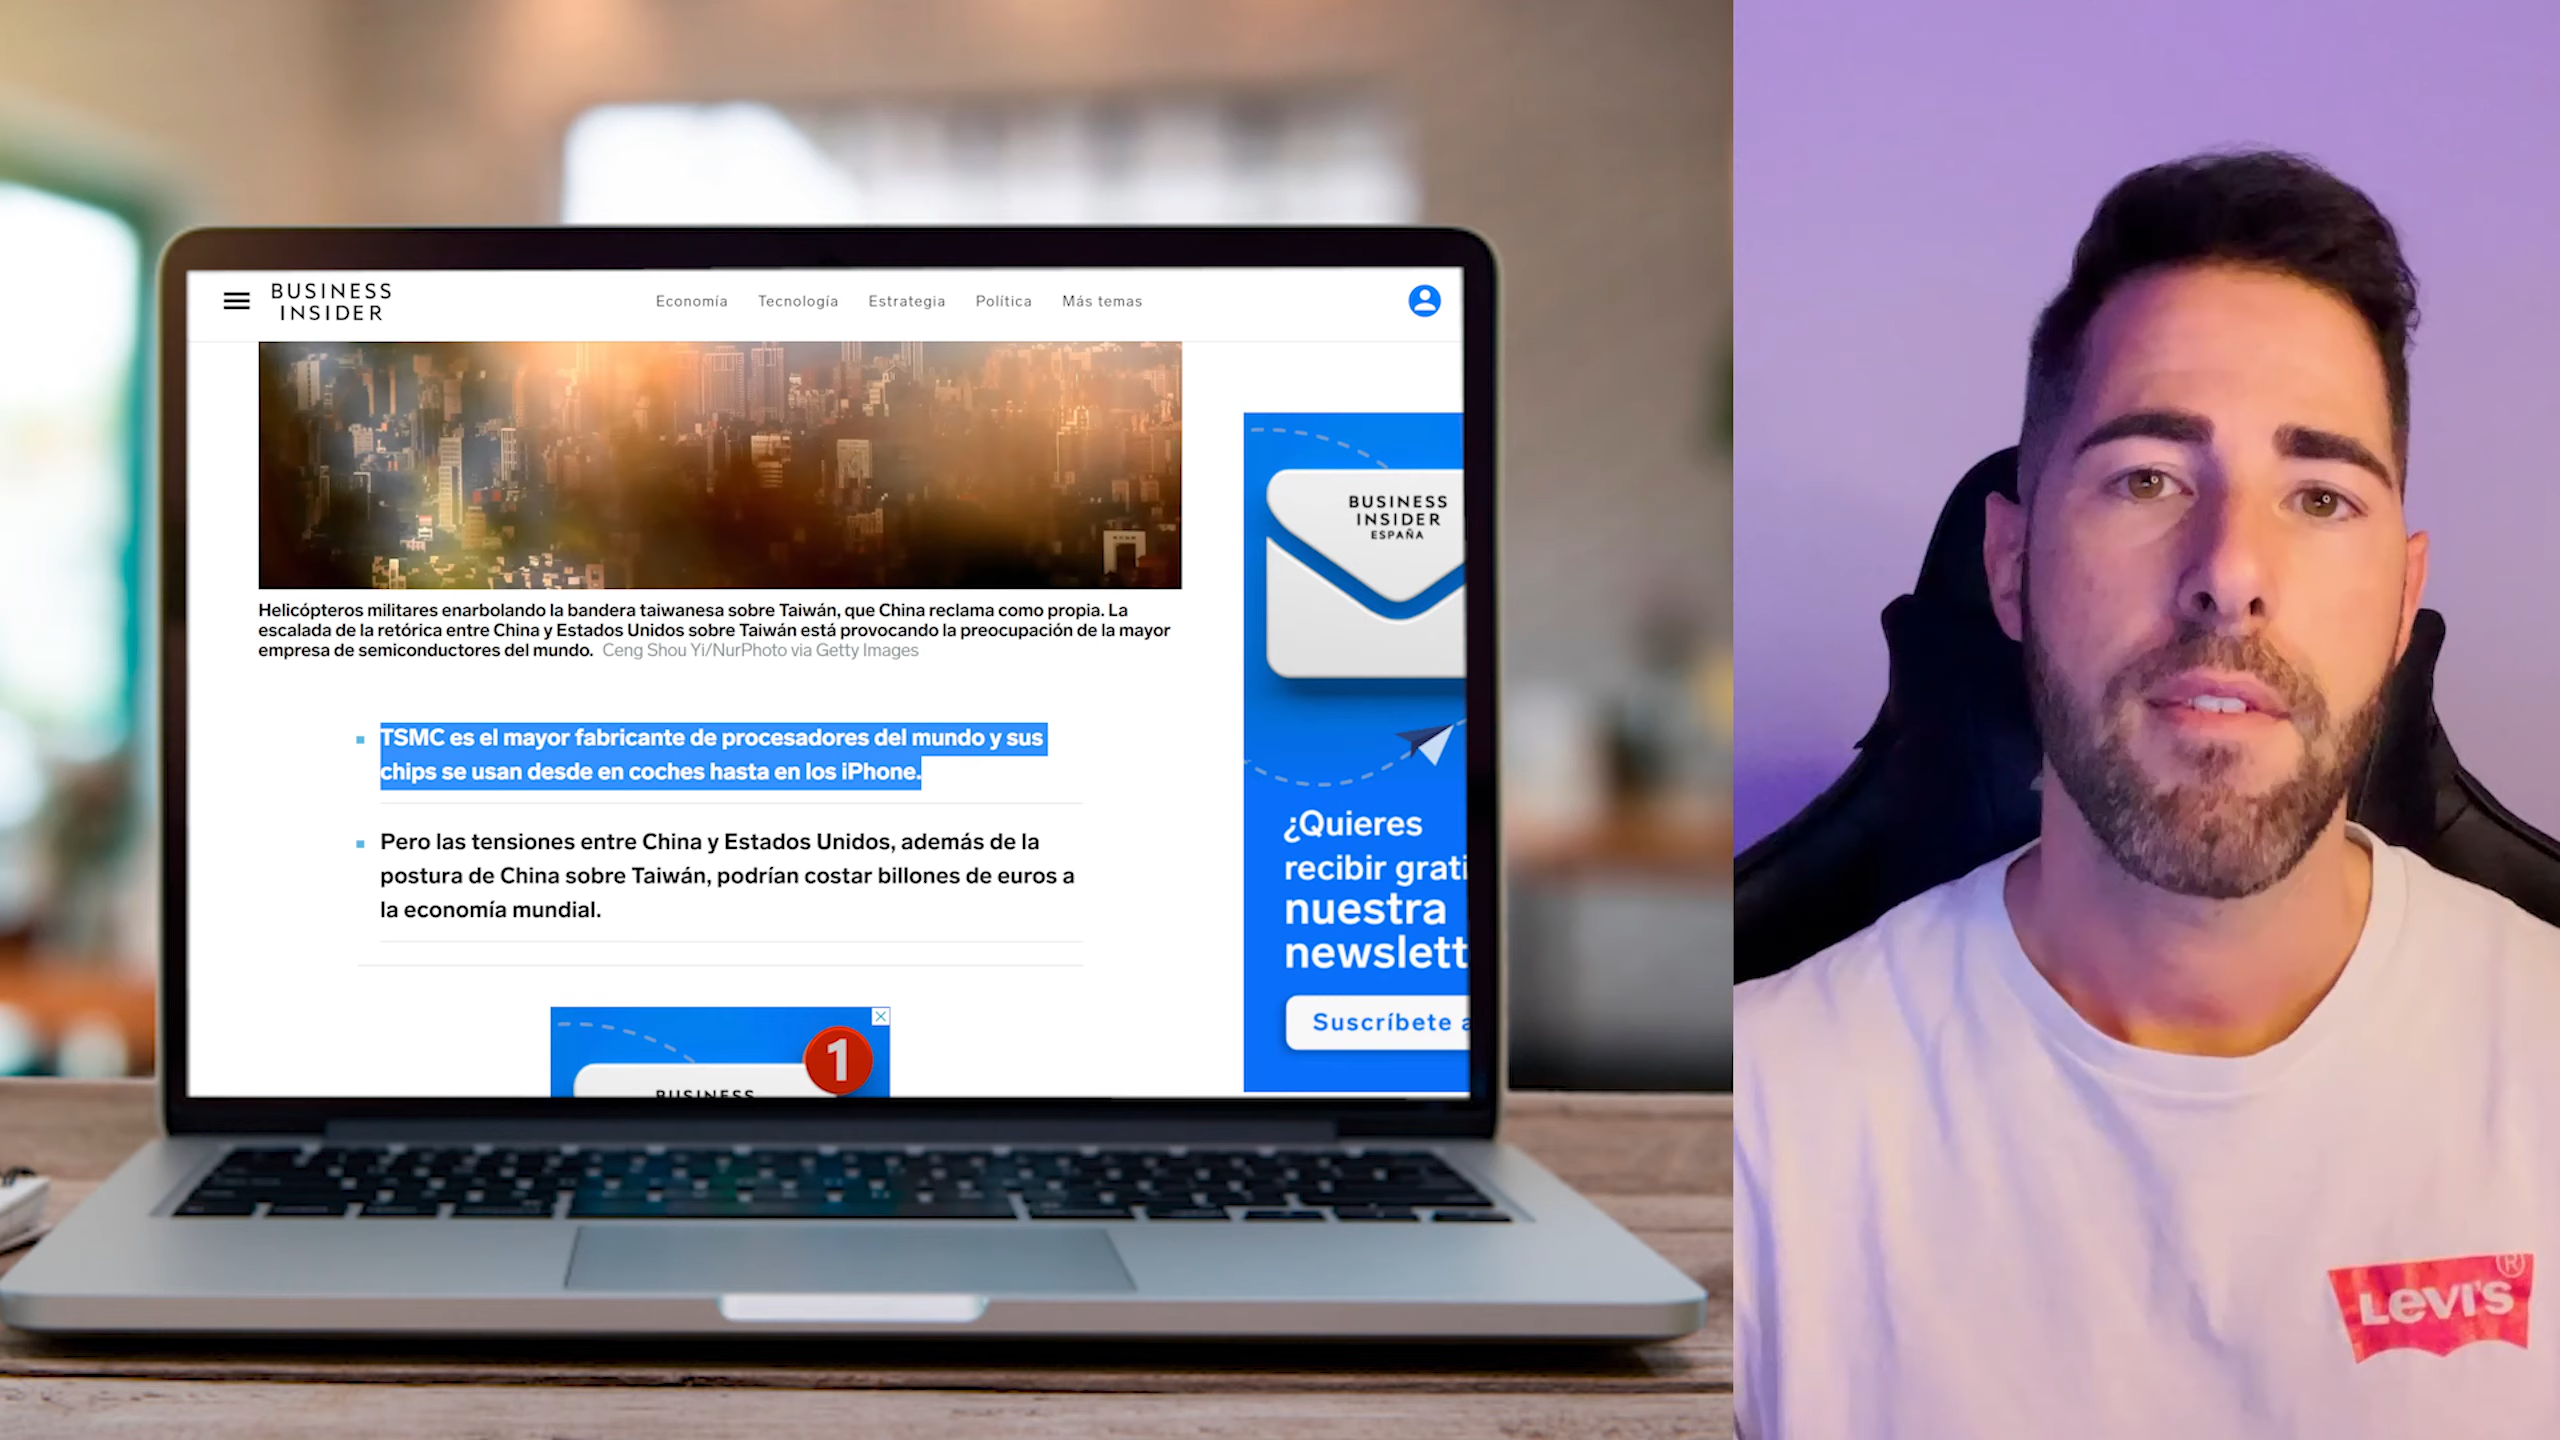 BUSINESS
INSIDER
Economía Tecnología Estrategia Política Más temas
Helicópteros militares enarbolando la bandera taiwanesa sobre Taiwán, que China reclama como propia. La
escalada de la retórica entre China y Estados Unidos sobre Taiwán está provocando la preocupación de la mayor
empresa de semiconductores del mundo. Ceng Shou Yi/NurPhoto via Getty Images
TSMC es el mayor fabricante de procesadores del mundo y sus
chips se usan desde en coches hasta en los iPhone.
Pero las tensiones entre China y Estados Unidos, además de la
postura de China sobre Taiwán, podrían costar billones de euros a
la economía mundial.
1
BUSINESS
BUSINESS
INSIDER
ESPAÑA
¿Quieres
recibir grati
nuestra
newslett
Suscríbete a
Levi's ®